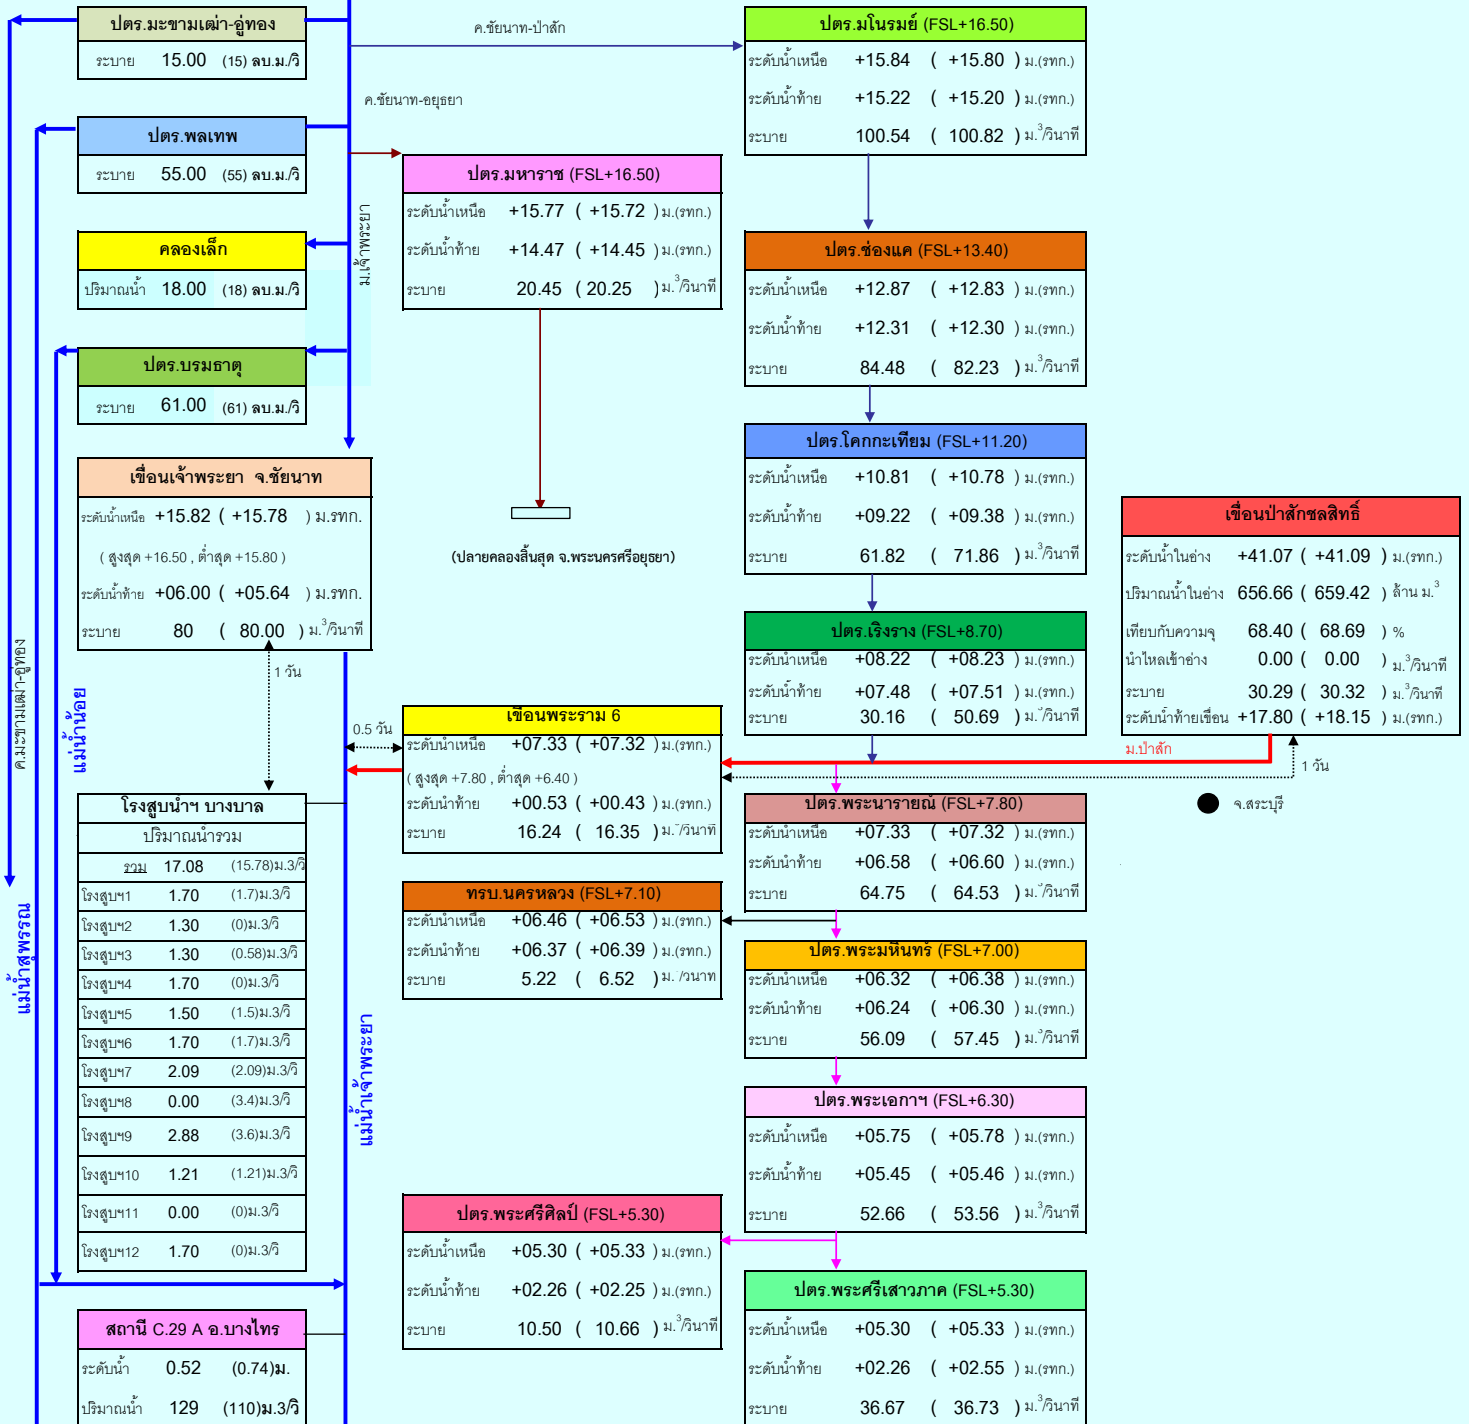 ปตร.มะขามเฒ่า-อู่ทอง
ระบาย 15.00 (15) ลบ.ม./วิ
ปตร.พลเทพ
ระบาย 55.00 (55) ลบ.ม./วิ
คลองเล็ก
ปริมาณน้ำ 18.00 (18) ลบ.ม./วิ
ปตร.บรมธาตุ
ระบาย 61.00 (61) ลบ.ม./วิ
เขื่อนเจ้าพระยา จ.ชัยนาท
ระดับน้ำเหนือ +15.82 ( +15.78 ) ม.รทก.
( สูงสุด +16.50 , ต่ำสุด +15.80 )
ระดับน้ำท้าย +06.00 ( +05.64 ) ม.รทก.
ระบาย 80 ( 80.00 ) ม.3/วินาที
1 วัน
ค.มะขามเฒ่า-อู่ทอง
แม่น้ำน้อย
แม่น้ำสุพรรณ
ม.เจ้าพระยา
แม่น้ำเจ้าพระยา
โรงสูบน้ำฯ บางบาล
ปริมาณน้ำรวม
รวม 17.08 (15.78)ม.3/วิ
โรงสูบฯ1 1.70 (1.7)ม.3/วิ
โรงสูบฯ2 1.30 (0)ม.3/วิ
โรงสูบฯ3 1.30 (0.58)ม.3/วิ
โรงสูบฯ4 1.70 (0)ม.3/วิ
โรงสูบฯ5 1.50 (1.5)ม.3/วิ
โรงสูบฯ6 1.70 (1.7)ม.3/วิ
โรงสูบฯ7 2.09 (2.09)ม.3/วิ
โรงสูบฯ8 0.00 (3.4)ม.3/วิ
โรงสูบฯ9 2.88 (3.6)ม.3/วิ
โรงสูบฯ10 1.21 (1.21)ม.3/วิ
โรงสูบฯ11 0.00 (0)ม.3/วิ
โรงสูบฯ12 1.70 (0)ม.3/วิ
สถานี C.29 A อ.บางไทร
ระดับน้ำ 0.52 (0.74)ม.
ปริมาณน้ำ 129 (110)ม.3/วิ
ค.ชัยนาท-ป่าสัก
ค.ชัยนาท-อยุธยา
ปตร.มหาราช (FSL+16.50)
ระดับน้ำเหนือ +15.77 ( +15.72 ) ม.(รทก.)
ระดับน้ำท้าย +14.47 ( +14.45 ) ม.(รทก.)
ระบาย 20.45 ( 20.25 ) ม.3/วินาที
(ปลายคลองสิ้นสุด จ.พระนครศรีอยุธยา)
0.5 วัน
เขื่อนพระราม 6
ระดับน้ำเหนือ +07.33 ( +07.32 ) ม.(รทก.)
( สูงสุด +7.80 , ต่ำสุด +6.40 )
ระดับน้ำท้าย +00.53 ( +00.43 ) ม.(รทก.)
ระบาย 16.24 ( 16.35 ) ม.3/วินาที
ทรบ.นครหลวง (FSL+7.10)
ระดับน้ำเหนือ +06.46 ( +06.53 ) ม.(รทก.)
ระดับน้ำท้าย +06.37 ( +06.39 ) ม.(รทก.)
ระบาย 5.22 ( 6.52 ) ม.3/วินาที
ปตร.พระศรีศิลป์ (FSL+5.30)
ระดับน้ำเหนือ +05.30 ( +05.33 ) ม.(รทก.)
ระดับน้ำท้าย +02.26 ( +02.25 ) ม.(รทก.)
ระบาย 10.50 ( 10.66 ) ม.3/วินาที
ปตร.มโนรมย์ (FSL+16.50)
ระดับน้ำเหนือ +15.84 ( +15.80 ) ม.(รทก.)
ระดับน้ำท้าย +15.22 ( +15.20 ) ม.(รทก.)
ระบาย 100.54 ( 100.82 ) ม.3/วินาที
ปตร.ช่องแค (FSL+13.40)
ระดับน้ำเหนือ +12.87 ( +12.83 ) ม.(รทก.)
ระดับน้ำท้าย +12.31 ( +12.30 ) ม.(รทก.)
ระบาย 84.48 ( 82.23 ) ม.3/วินาที
ปตร.โคกกะเทียม (FSL+11.20)
ระดับน้ำเหนือ +10.81 ( +10.78 ) ม.(รทก.)
ระดับน้ำท้าย +09.22 ( +09.38 ) ม.(รทก.)
ระบาย 61.82 ( 71.86 ) ม.3/วินาที
ปตร.เริงราง (FSL+8.70)
ระดับน้ำเหนือ +08.22 ( +08.23 ) ม.(รทก.)
ระดับน้ำท้าย +07.48 ( +07.51 ) ม.(รทก.)
ระบาย 30.16 ( 50.69 ) ม.3/วินาที
ปตร.พระนารายณ์ (FSL+7.80)
ระดับน้ำเหนือ +07.33 ( +07.32 ) ม.(รทก.)
ระดับน้ำท้าย +06.58 ( +06.60 ) ม.(รทก.)
ระบาย 64.75 ( 64.53 ) ม.3/วินาที
ปตร.พระมหินทร์ (FSL+7.00)
ระดับน้ำเหนือ +06.32 ( +06.38 ) ม.(รทก.)
ระดับน้ำท้าย +06.24 ( +06.30 ) ม.(รทก.)
ระบาย 56.09 ( 57.45 ) ม.3/วินาที
ปตร.พระเอกาฯ (FSL+6.30)
ระดับน้ำเหนือ +05.75 ( +05.78 ) ม.(รทก.)
ระดับน้ำท้าย +05.45 ( +05.46 ) ม.(รทก.)
ระบาย 52.66 ( 53.56 ) ม.3/วินาที
ปตร.พระศรีเสาวภาค (FSL+5.30)
ระดับน้ำเหนือ +05.30 ( +05.33 ) ม.(รทก.)
ระดับน้ำท้าย +02.26 ( +02.55 ) ม.(รทก.)
ระบาย 36.67 ( 36.73 ) ม.3/วินาที
เขื่อนป่าสักชลสิทธิ์
ระดับน้ำในอ่าง +41.07 ( +41.09 ) ม.(รทก.)
ปริมาณน้ำในอ่าง 656.66 ( 659.42 ) ล้าน ม.3
เทียบกับความจุ 68.40 ( 68.69 ) %
น้ำไหลเข้าอ่าง 0.00 ( 0.00 ) ม.3/วินาที
ระบาย 30.29 ( 30.32 ) ม.3/วินาที
ระดับน้ำท้ายเขื่อน +17.80 ( +18.15 ) ม.(รทก.)
ม.ป่าสัก
1 วัน
จ.สระบุรี